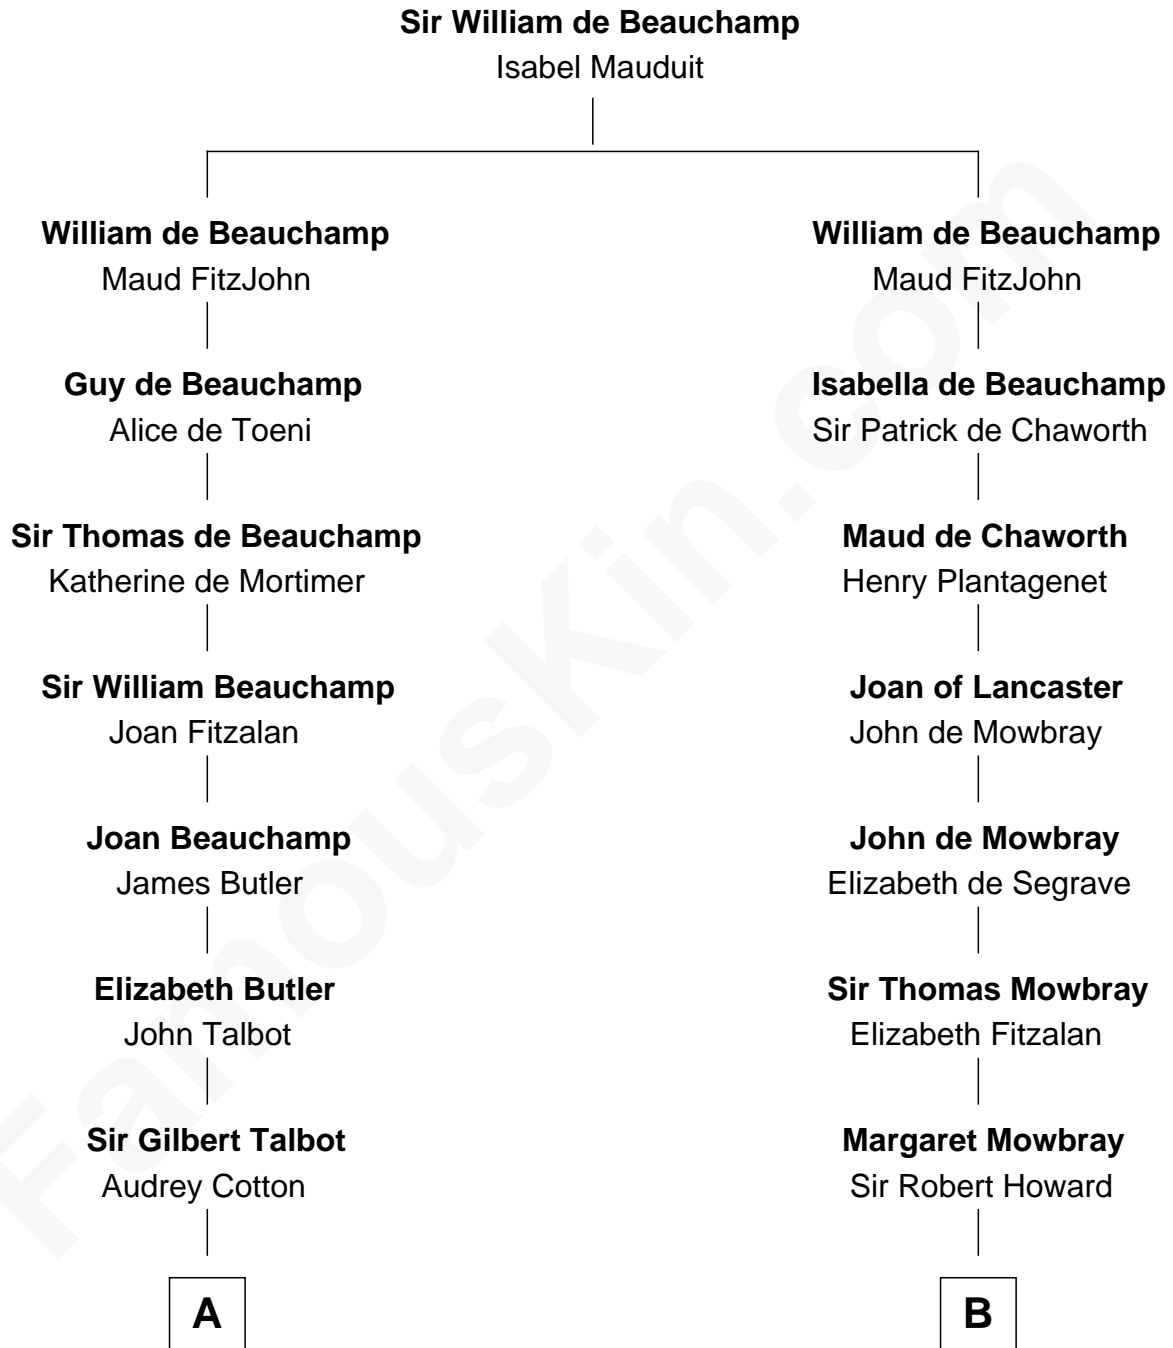 Sir William de Beauchamp
Isabel Mauduit
William de Beauchamp
Maud FitzJohn
William de Beauchamp
Maud FitzJohn
Guy de Beauchamp
Alice de Toeni
Isabella de Beauchamp
Sir Patrick de Chaworth
Sir Thomas de Beauchamp
Katherine de Mortimer
Maud de Chaworth
Henry Plantagenet
Sir William Beauchamp
Joan Fitzalan
Joan of Lancaster
John de Mowbray
Joan Beauchamp
James Butler
John de Mowbray
Elizabeth de Segrave
Elizabeth Butler
John Talbot
Sir Thomas Mowbray
Elizabeth Fitzalan
Sir Gilbert Talbot
Audrey Cotton
Margaret Mowbray
Sir Robert Howard
A
B
FamousKin.com